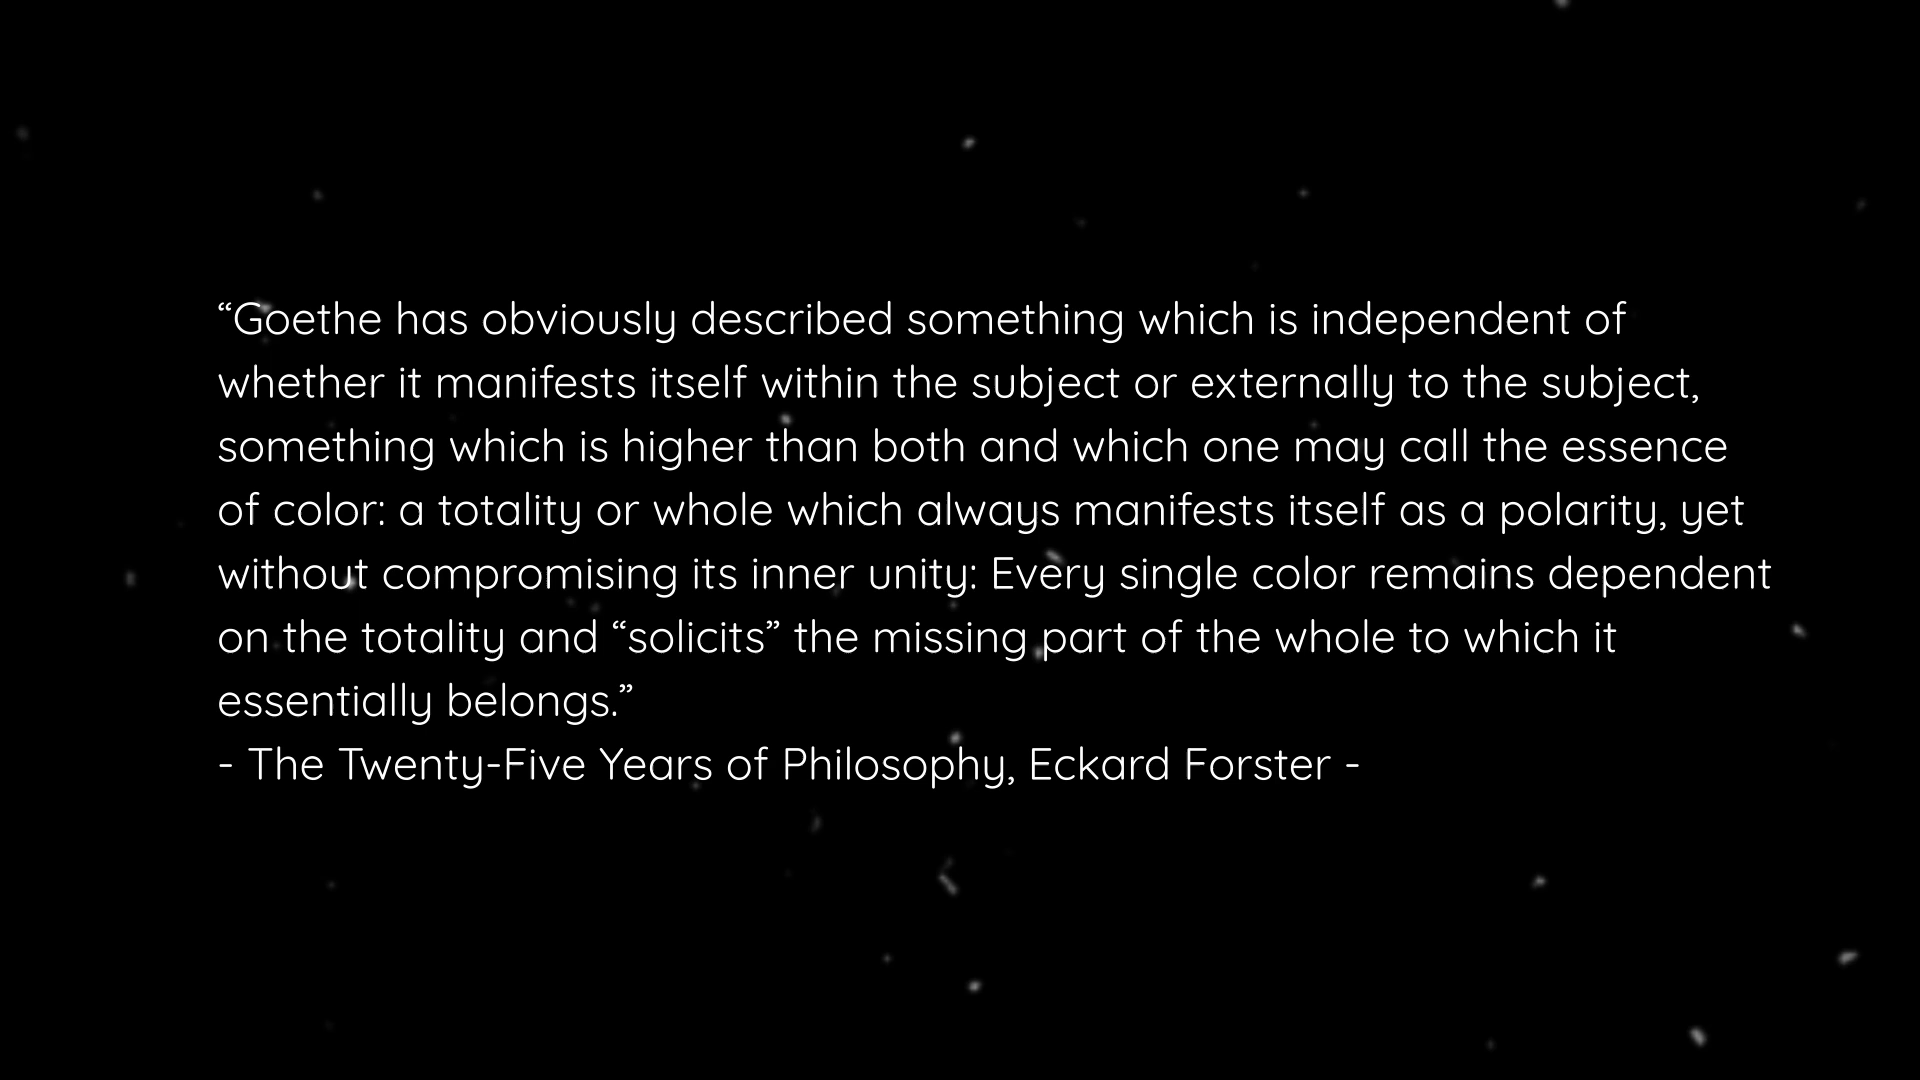 “Goethe has obviously described something which is independent of
whether it manifests itself within the subject or externally to the subject,
something which is higher than both and which one may call the essence
of color: a totality or whole which always manifests itself as a polarity, yet
without compromising its inner unity: Every single color remains dependent
on the totality and “solicits” the missing part of the whole to which it
essentially belongs.”
- The Twenty-Five Years of Philosophy, Eckard Forster -